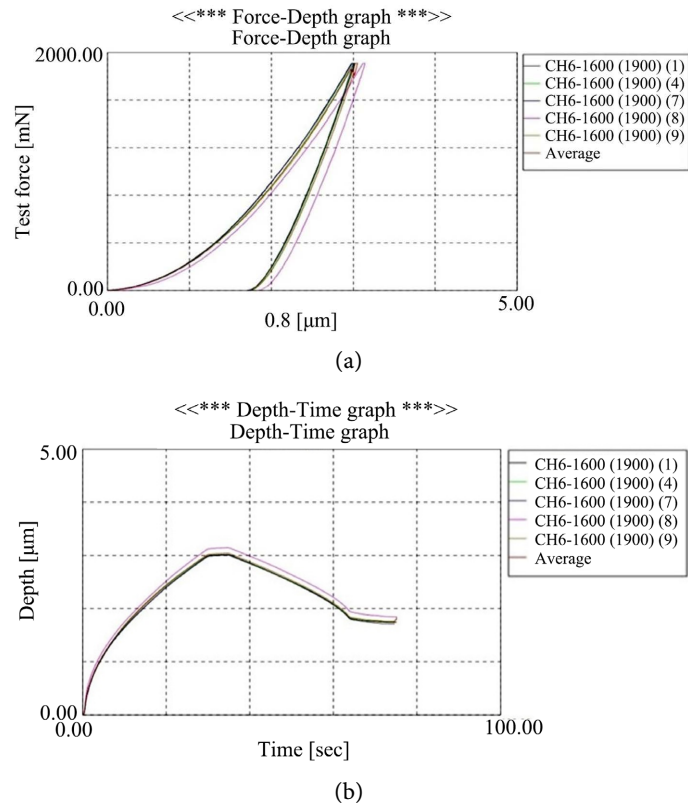 <<*** Force-Depth graph ***>>
Force-Depth graph
2000.00
Test force [mN]
0.00
0.00
0.8 [μm]
5.00
CH6-1600 (1900) (1)
CH6-1600 (1900) (4)
CH6-1600 (1900) (7)
CH6-1600 (1900) (8)
CH6-1600 (1900) (9)
Average
(a)
<<*** Depth-Time graph ***>>
Depth-Time graph
5.00
Depth [μm]
0.00
0.00
Time [sec]
100.00
CH6-1600 (1900) (1)
CH6-1600 (1900) (4)
CH6-1600 (1900) (7)
CH6-1600 (1900) (8)
CH6-1600 (1900) (9)
Average
(b)